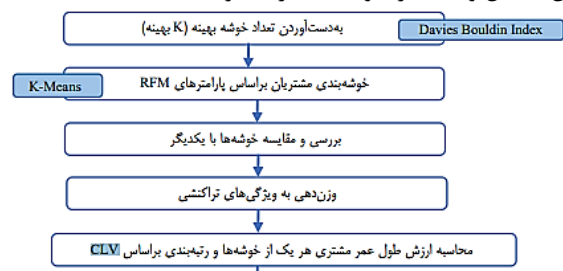 به‌دست‌آوردن تعداد خوشه بهینه (K بهینه)
Davies Bouldin Index
خوشه‌بندی مشتریان براساس پارامترهای RFM
K-Means
بررسی و مقایسه خوشه‌ها با یکدیگر
وزن‌دهی به ویژگی‌های تراکنشی
محاسبه ارزش طول عمر مشتری هر یک از خوشه‌ها و رتبه‌بندی براساس CLV